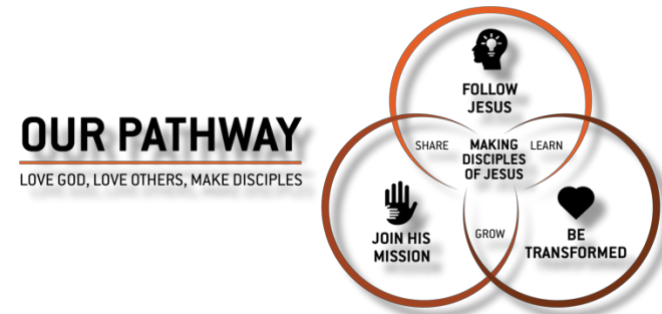 OUR PATHWAY
LOVE GOD, LOVE OTHERS, MAKE DISCIPLES
FOLLOW
JESUS
SHARE
MAKING
DISCIPLES
OF JESUS
LEARN
JOIN HIS
MISSION
GROW
BE
TRANSFORMED